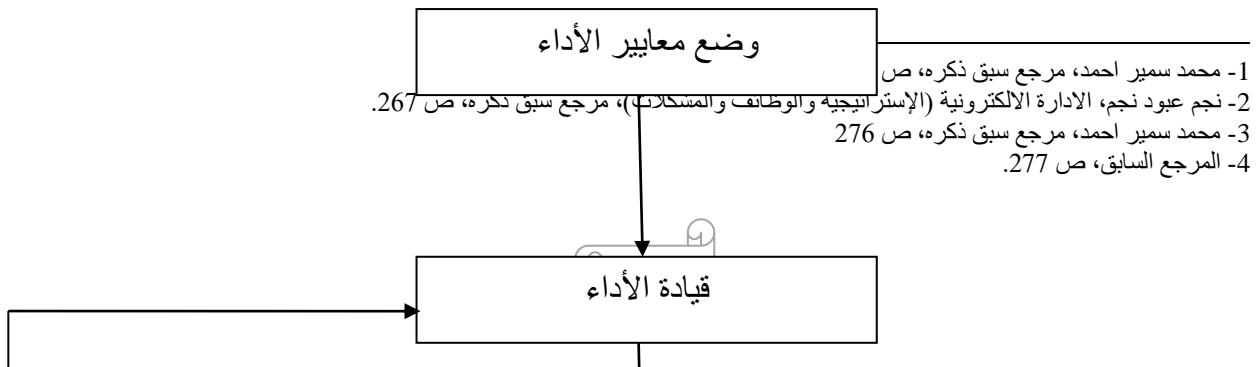 وضع معايير الأداء
1- محمد سمير احمد، مرجع سبق ذكره، ص
2- نجم عبود نجم، الادارة الالكترونية (الإستراتيجية والوظائف والمشكلات)، مرجع سبق ذكره، ص 267.
3- محمد سمير احمد، مرجع سبق ذكره، ص 276
4- المرجع السابق، ص 277.
قيادة الأداء